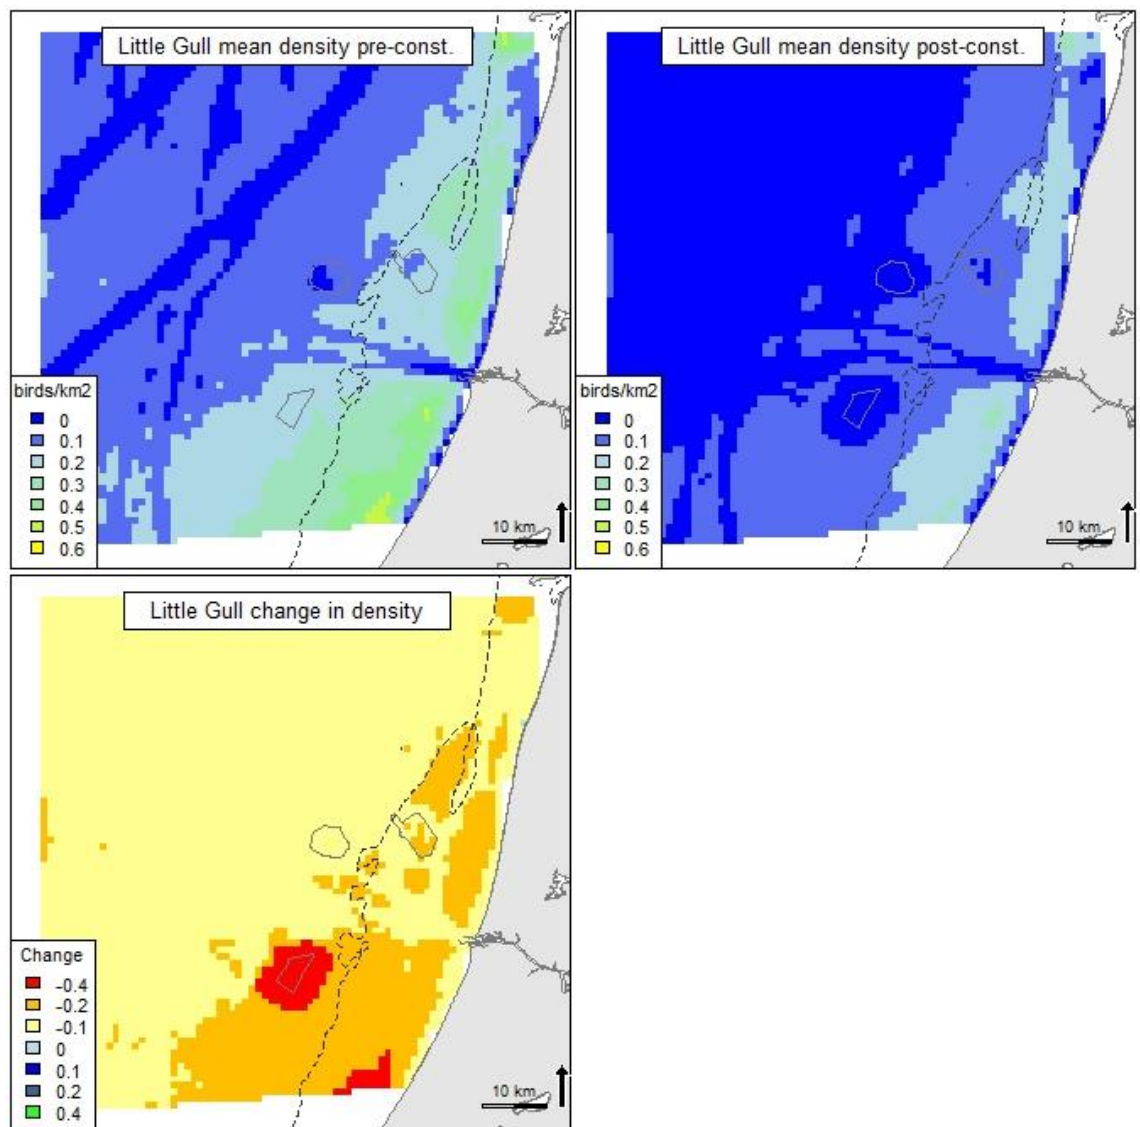 Little Gull mean density pre-const.
birds/km2
0
0.1
0.2
0.3
0.4
0.5
0.6
10 km
Little Gull mean density post-const.
birds/km2
0
0.1
0.2
0.3
0.4
0.5
0.6
10 km
Little Gull change in density
Change
-0.4
-0.2
-0.1
0
0.1
0.2
0.4
10 km